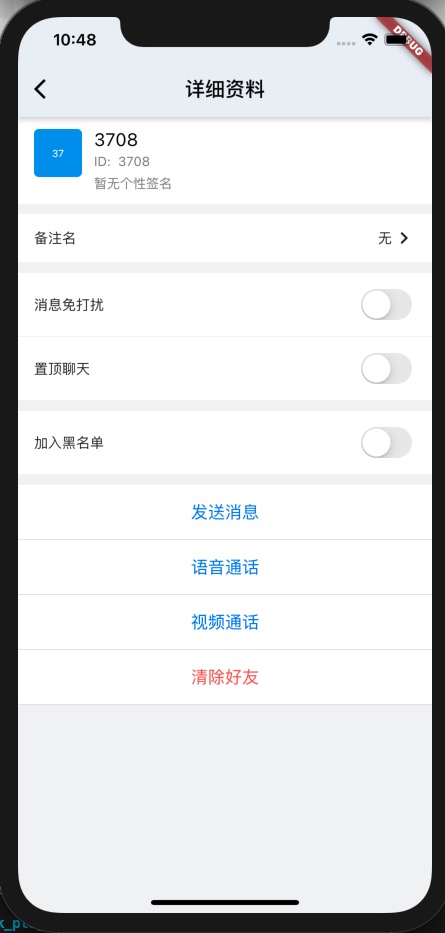 10:48
DEBUG
详细资料
37
3708
ID: 3708
暂无个性签名
备注名 无
消息免打扰
置顶聊天
加入黑名单
发送消息
语音通话
视频通话
清除好友